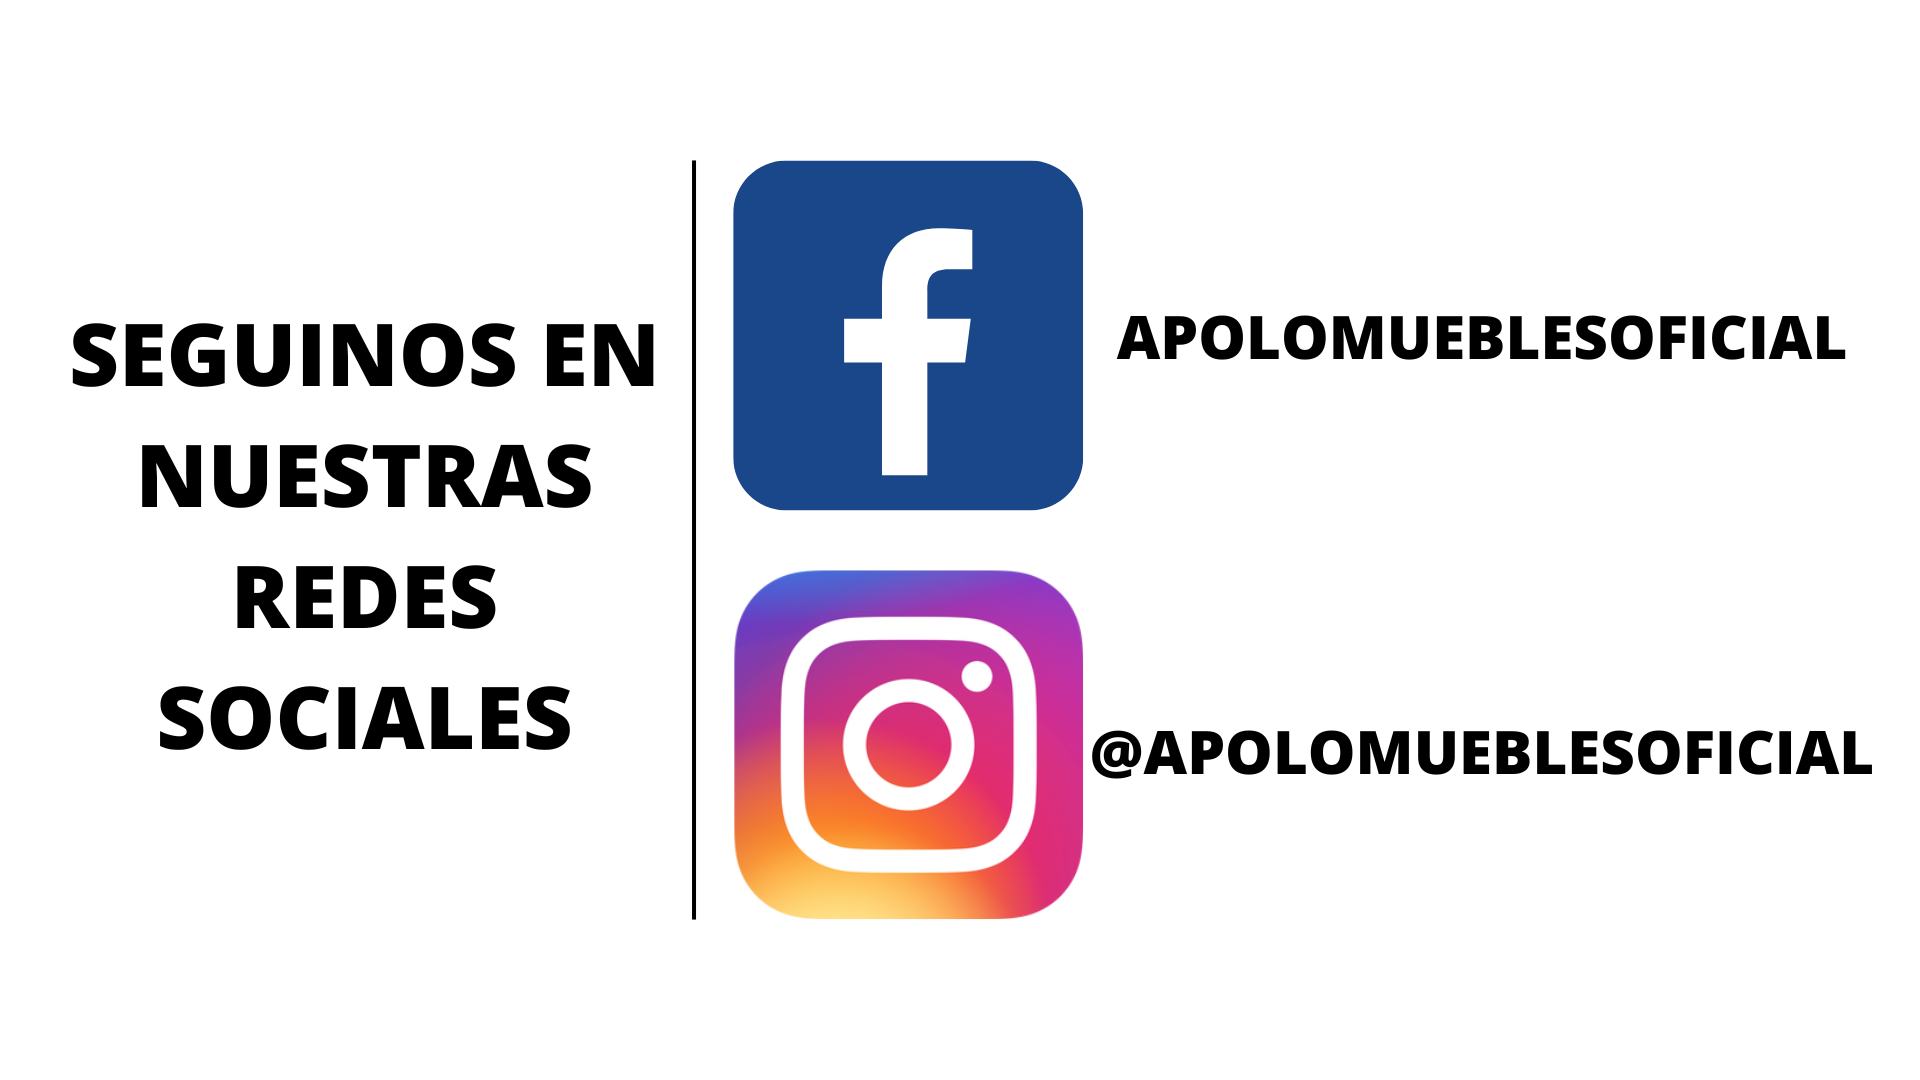 SEGUINOS EN
NUESTRAS
REDES
SOCIALES
APOLOMUEBLESOFICIAL
@APOLOMUEBLESOFICIAL